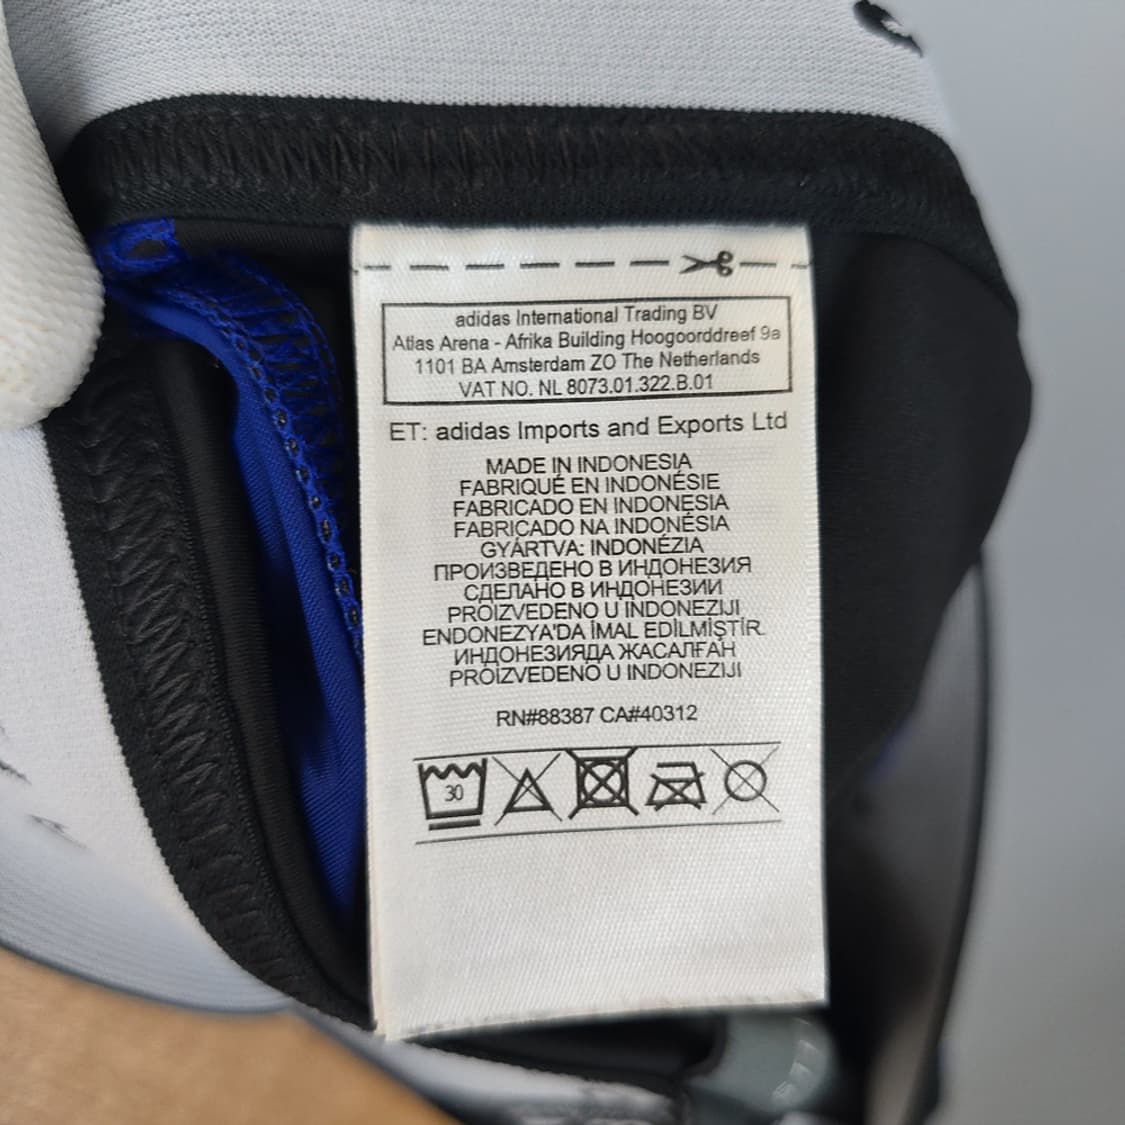 adidas International Trading BV
Atlas Arena - Afrika Building Hoogoorddreef 9a
1101 BA Amsterdam ZO The Netherlands
VAT NO. NL 8073.01.322.B.01
ET: adidas Imports and Exports Ltd
MADE IN INDONESIA
FABRIQUÉ EN INDONÉSIE
FABRICADO EN INDONESIA
FABRICADO NA INDONÉSIA
GYÁRTVA: INDONÉZIA
ПРОИЗВЕДЕНО В ИНДОНЕЗИЯ
СДЕЛАНО В ИНДОНЕЗИИ
PROIZVEDENO U INDONEZIJI
ENDONEZYA'DA İMAL EDİLMİŞTİR.
ИНДОНЕЗИЯДА ЖАСАЛҒАН
PROIZVEDENO U INDONEZIJI
RN#88387 CA#40312
30